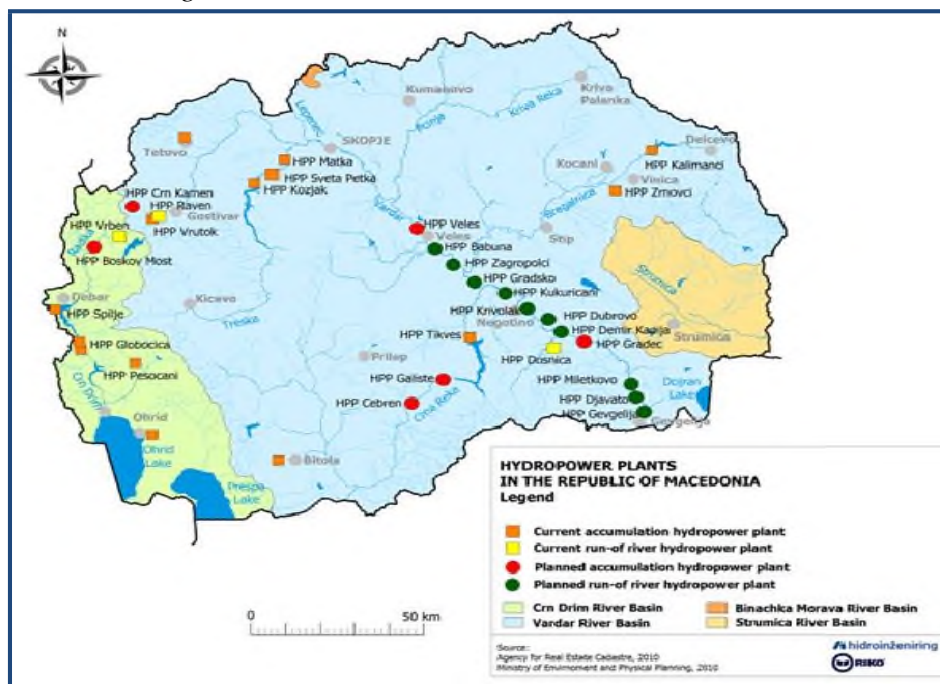 Kumanovo
Kriva
Palanka
Kriva Reka
Pcinja
Lepenec
SKOPJE
Tetovo
Delcevo
HPP Kalimanci
Kocani
Vinica
HPP Zrnovci
HPP Matka
HPP Sveta Petka
HPP Kozjak
HPP Crn Kamen
HPP Raven
Gostivar
HPP Vrben
HPP Vrutok
HPP Boskov Most
Radika
Vardar
HPP Veles
Veles
Bregalnica
Stip
HPP Babuna
HPP Zagropolci
HPP Gradsko
HPP Kukuricani
HPP Krivolak
Negotino
HPP Dubrovo
HPP Demir Kapija
HPP Gradec
HPP Dosnica
Strumica
Strumica
Debar
HPP Spilje
Kicevo
Treska
HPP Tikves
HPP Globocica
HPP Pesocani
Prilep
HPP Galiste
HPP Cebren
Crna Reka
HPP Miletkovo
HPP Djavato
HPP Gevgelija
Gevgelija
Dojran
Lake
Crn Drim
Ohrid
Ohrid
Lake
Prespa
Lake
Bitola
HYDROPOWER PLANTS
IN THE REPUBLIC OF MACEDONIA
Legend
Current accumulation hydropower plant
Current run-of river hydropower plant
Planned accumulation hydropower plant
Planned run-of river hydropower plant
Crn Drim River Basin
Binachka Morava River Basin
Vardar River Basin
Strumica River Basin
0 50 km
Source:
Agency for Real Estate Cadastre, 2010
Ministry of Environment and Physical Planning, 2010
hidroinženiring
RIKO